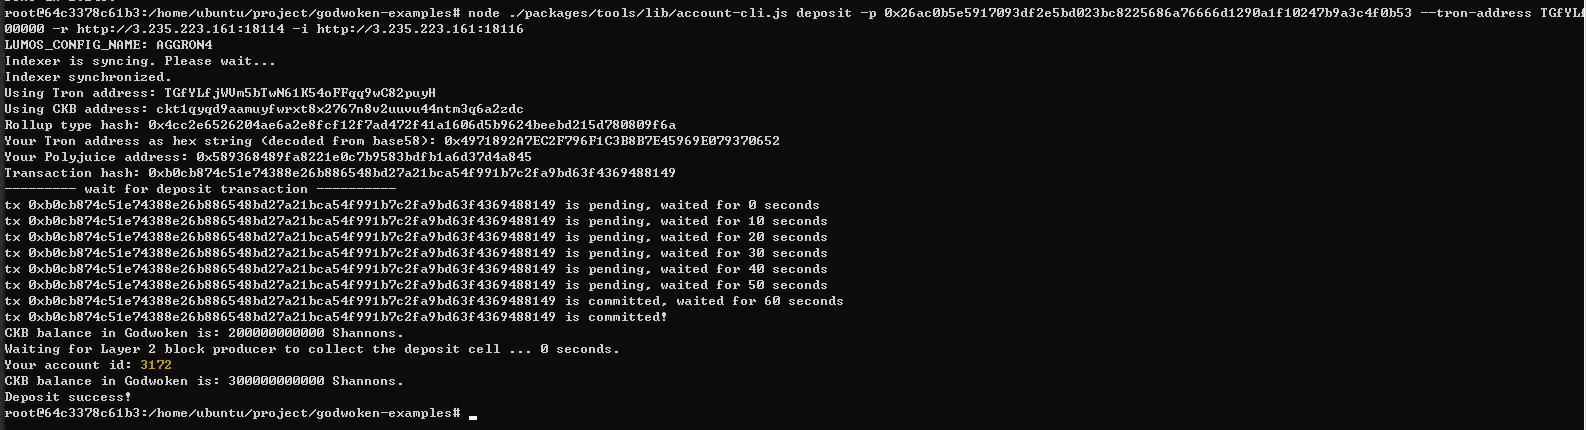 root@64c3378c61b3:/home/ubuntu/project/godwoken-examples# node ./packages/tools/lib/account-cli.js deposit -p 0x26ac0b5e5917093df2e5bd023bc8225686a76666d1290a1f10247b9a3c4f0b53 --tron-address TGfYLf
00000 -r http://3.235.223.161:18114 -i http://3.235.223.161:18116
LUMOS_CONFIG_NAME: AGGRON4
Indexer is syncing. Please wait...
Indexer synchronized.
Using Tron address: TGfYLfjWVm5bTwN61K54oFFqq9wC82puyH
Using CKB address: ckt1qyqd9aamuyfwrxt8x2767n8v2uuvu44ntm3q6a2zdc
Rollup type hash: 0x4cc2e6526204ae6a2e8fcf12f7ad472f41a1606d5b9624beebd215d780809f6a
Your Tron address as hex string (decoded from base58): 0x4971892A7EC2F796F1C3B8B7E45969E079370652
Your Polyjuice address: 0x589368489fa8221e0c7b9583bdfb1a6d37d4a845
Transaction hash: 0xb0cb874c51e74388e26b886548bd27a21bca54f991b7c2fa9bd63f4369488149
--------- wait for deposit transaction ----------
tx 0xb0cb874c51e74388e26b886548bd27a21bca54f991b7c2fa9bd63f4369488149 is pending, waited for 0 seconds
tx 0xb0cb874c51e74388e26b886548bd27a21bca54f991b7c2fa9bd63f4369488149 is pending, waited for 10 seconds
tx 0xb0cb874c51e74388e26b886548bd27a21bca54f991b7c2fa9bd63f4369488149 is pending, waited for 20 seconds
tx 0xb0cb874c51e74388e26b886548bd27a21bca54f991b7c2fa9bd63f4369488149 is pending, waited for 30 seconds
tx 0xb0cb874c51e74388e26b886548bd27a21bca54f991b7c2fa9bd63f4369488149 is pending, waited for 40 seconds
tx 0xb0cb874c51e74388e26b886548bd27a21bca54f991b7c2fa9bd63f4369488149 is pending, waited for 50 seconds
tx 0xb0cb874c51e74388e26b886548bd27a21bca54f991b7c2fa9bd63f4369488149 is committed, waited for 60 seconds
tx 0xb0cb874c51e74388e26b886548bd27a21bca54f991b7c2fa9bd63f4369488149 is committed!
CKB balance in Godwoken is: 200000000000 Shannons.
Waiting for Layer 2 block producer to collect the deposit cell ... 0 seconds.
Your account id: 3172
CKB balance in Godwoken is: 300000000000 Shannons.
Deposit success!
root@64c3378c61b3:/home/ubuntu/project/godwoken-examples#